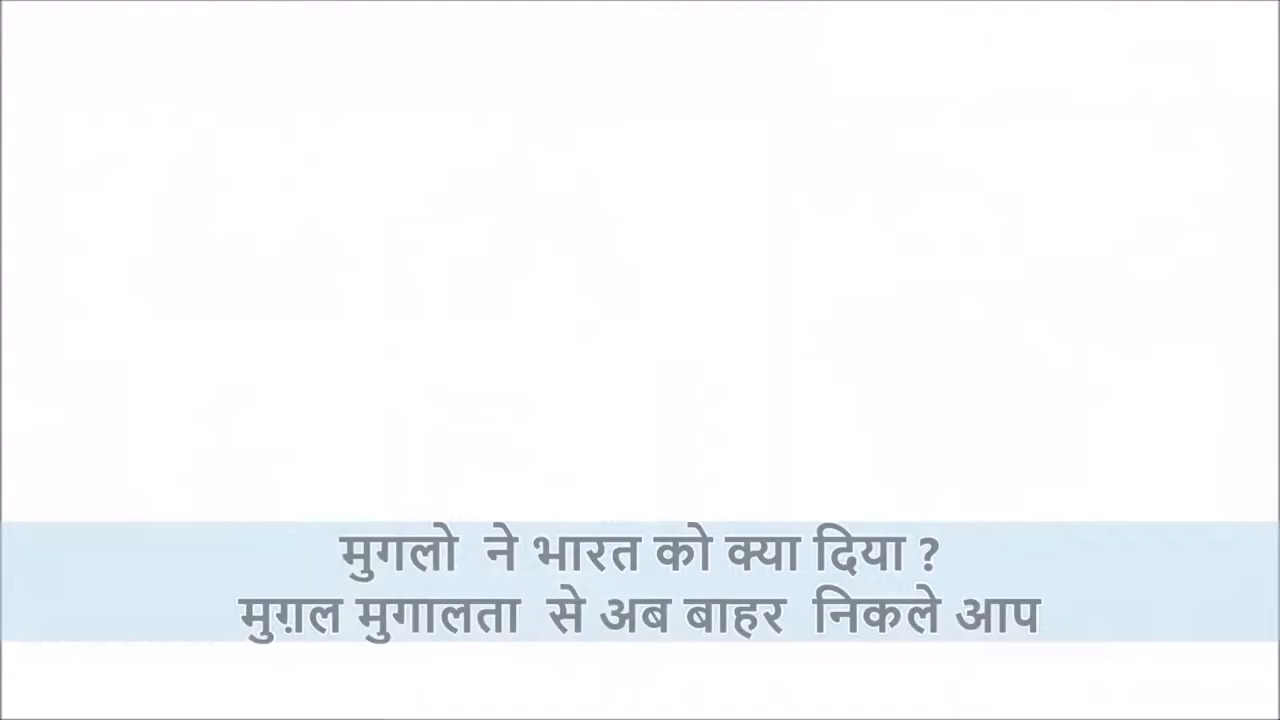 मुगलो ने भारत को क्या दिया ?
मुग़ल मुगालता से अब बाहर निकले आप